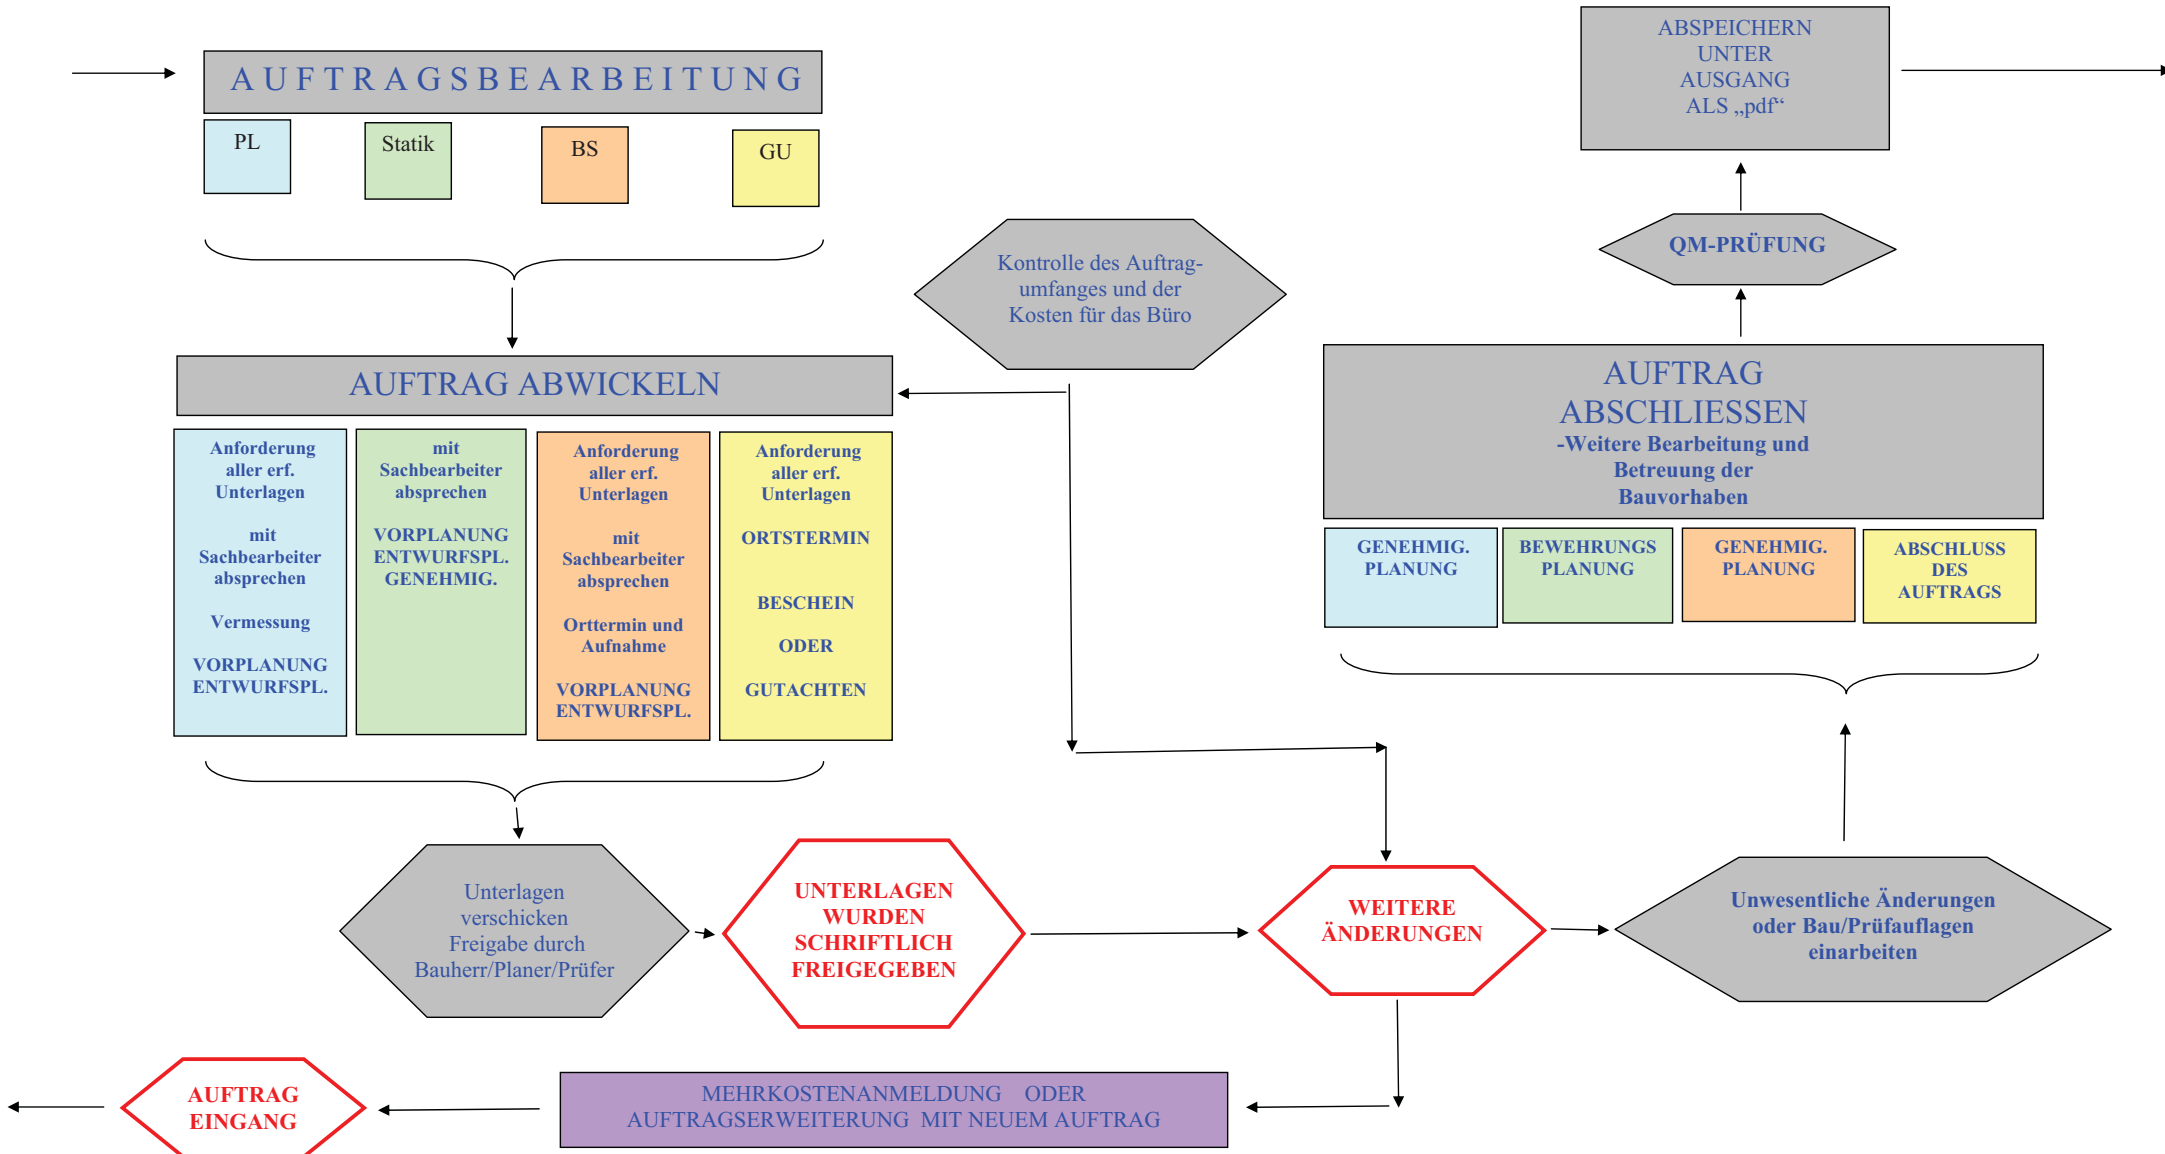 A U F T R A G S B E A R B E I T U N G
PL
Statik
BS
GU
AUFTRAG ABWICKELN
Anforderung
aller erf.
Unterlagen
mit
Sachbearbeiter
absprechen
Vermessung
VORPLANUNG
ENTWURFSPL.
mit
Sachbearbeiter
absprechen
VORPLANUNG
ENTWURFSPL.
GENEHMIG.
Anforderung
aller erf.
Unterlagen
mit
Sachbearbeiter
absprechen
Orttermin und
Aufnahme
VORPLANUNG
ENTWURFSPL.
Anforderung
aller erf.
Unterlagen
ORTSTERMIN
BESCHEIN
ODER
GUTACHTEN
Kontrolle des Auftrag-
umfanges und der
Kosten für das Büro
Unterlagen
verschicken
Freigabe durch
Bauherr/Planer/Prüfer
UNTERLAGEN
WURDEN
SCHRIFTLICH
FREIGEGEBEN
WEITERE
ÄNDERUNGEN
Unwesentliche Änderungen
oder Bau/Prüfauflagen
einarbeiten
AUFTRAG
ABSCHLIESSEN
-Weitere Bearbeitung und
Betreuung der
Bauvorhaben
GENEHMIG.
PLANUNG
BEWEHRUNGS
PLANUNG
GENEHMIG.
PLANUNG
ABSCHLUSS
DES
AUFTRAGS
QM-PRÜFUNG
ABSPEICHERN
UNTER
AUSGANG
ALS „pdf“
MEHRKOSTENANMELDUNG ODER
AUFTRAGSERWEITERUNG MIT NEUEM AUFTRAG
AUFTRAG
EINGANG